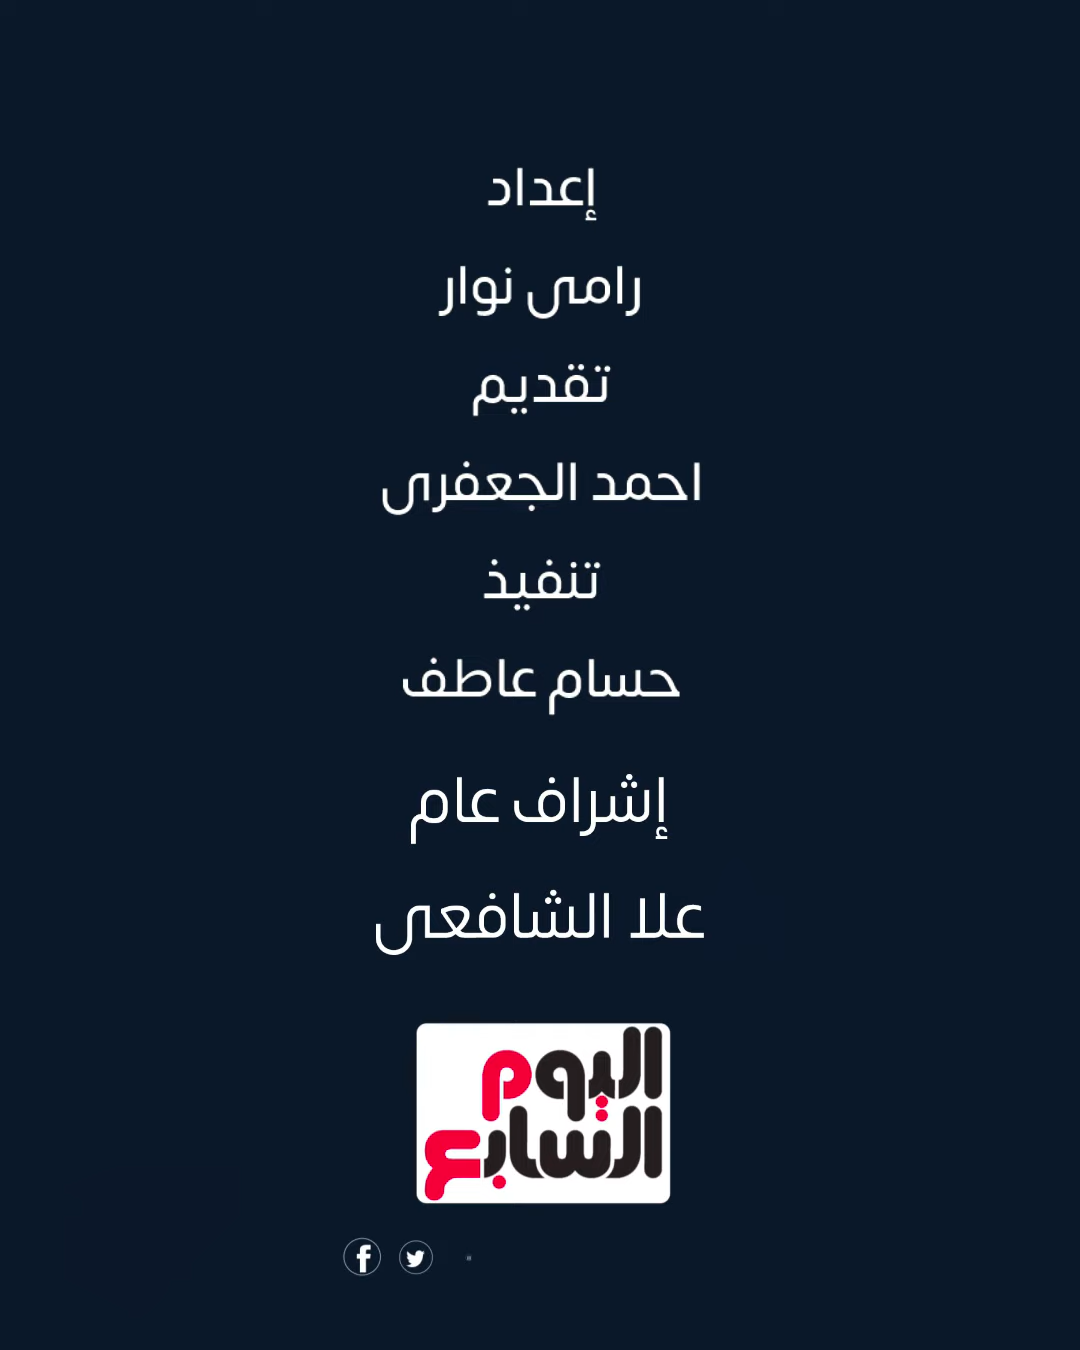 إعداد
رامى نوار
تقديم
احمد الجعفرى
تنفيذ
حسام عاطف
إشراف عام
علا الشافعى
اليوم
السابع